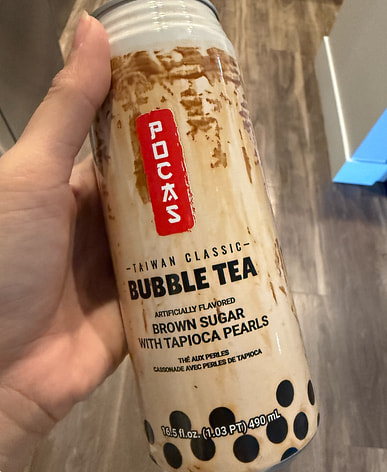 POCAS
-TAIWAN CLASSIC-
BUBBLE TEA
ARTIFICIALLY FLAVORED
BROWN SUGAR
WITH TAPIOCA PEARLS
THÉ AUX PERLES
CASSONADE AVEC PERLES DE TAPIOCA
16.5 fl.oz. (1.03 PT) 490 mL